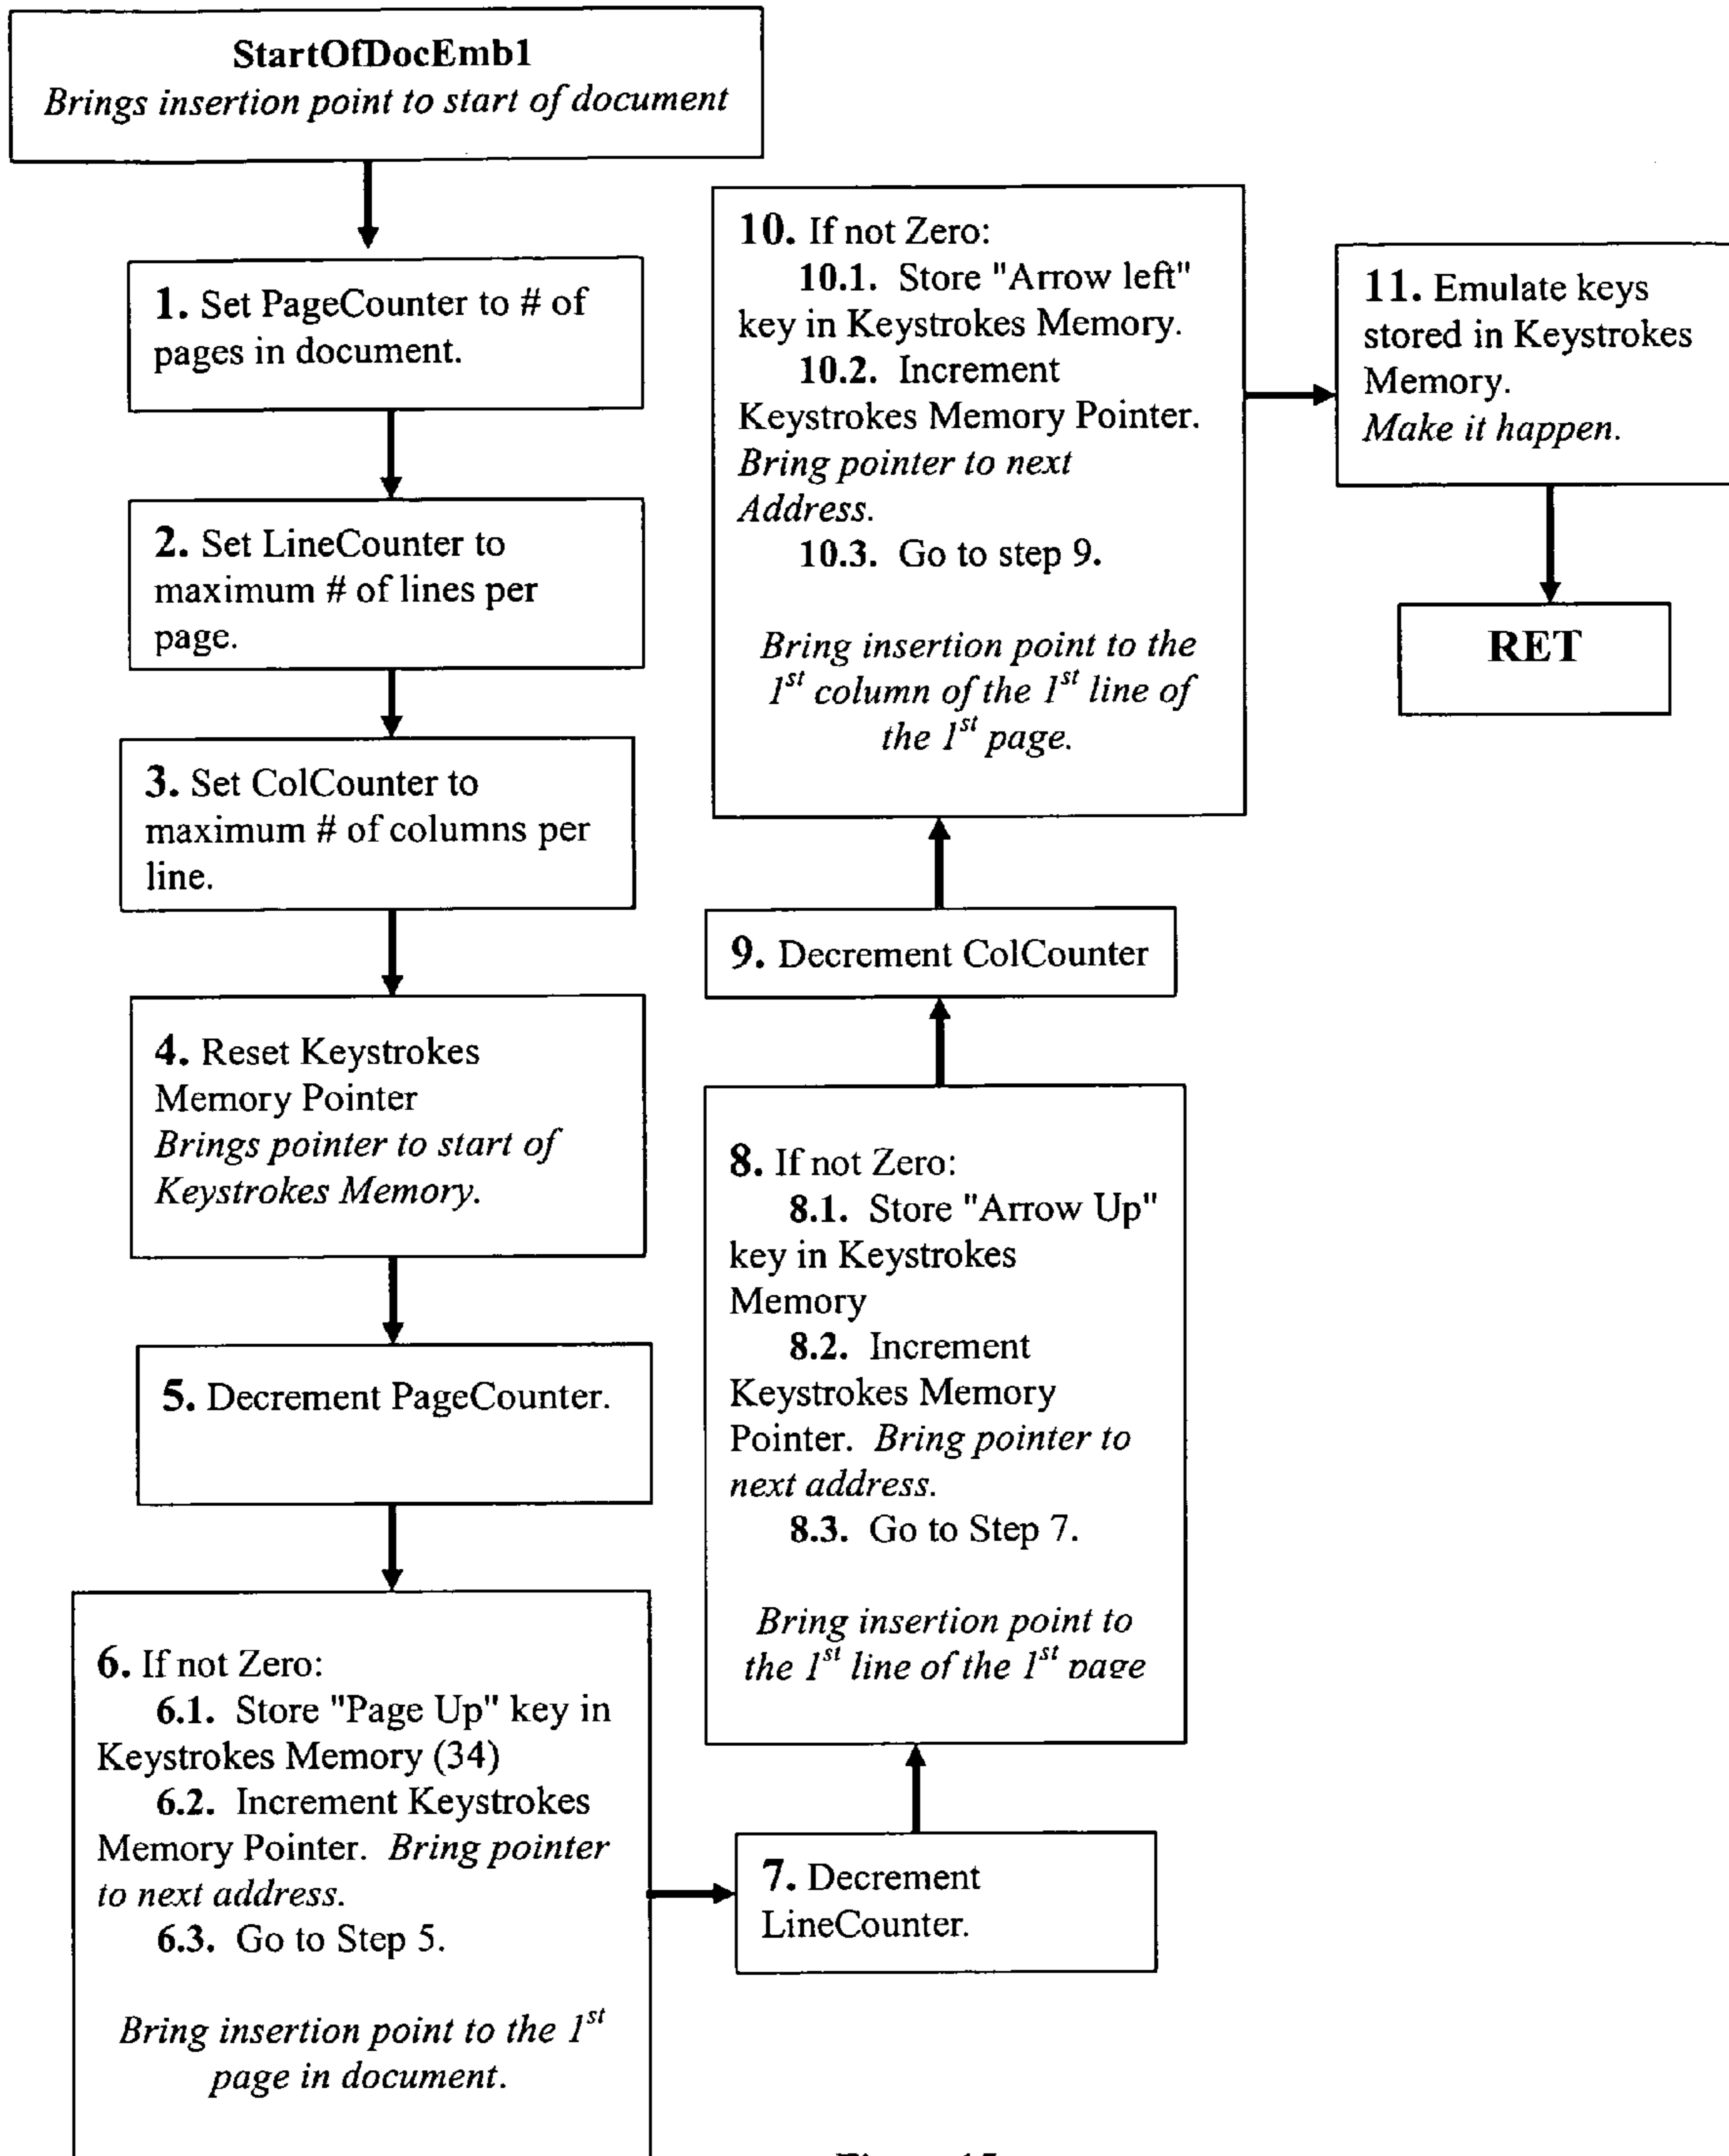 StartOfDocEmb1
Brings insertion point to start of document
1. Set PageCounter to # of
pages in document.
2. Set LineCounter to
maximum # of lines per
page.
3. Set ColCounter to
maximum # of columns per
line.
4. Reset Keystrokes
Memory Pointer
Brings pointer to start of
Keystrokes Memory.
5. Decrement PageCounter.
6. If not Zero:
6.1. Store "Page Up" key in
Keystrokes Memory (34)
6.2. Increment Keystrokes
Memory Pointer. Bring pointer
to next address.
6.3. Go to Step 5.
Bring insertion point to the 1st
page in document.
7. Decrement
LineCounter.
8. If not Zero:
8.1. Store "Arrow Up"
key in Keystrokes
Memory
8.2. Increment
Keystrokes Memory
Pointer. Bring pointer to
next address.
8.3. Go to Step 7.
Bring insertion point to
the 1st line of the 1st page
9. Decrement ColCounter
10. If not Zero:
10.1. Store "Arrow left"
key in Keystrokes Memory.
10.2. Increment
Keystrokes Memory Pointer.
Bring pointer to next
Address.
10.3. Go to step 9.
Bring insertion point to the
1st column of the 1st line of
the 1st page.
11. Emulate keys
stored in Keystrokes
Memory.
Make it happen.
RET